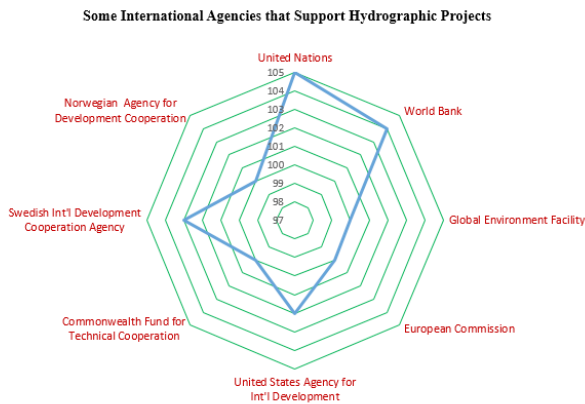 Some International Agencies that Support Hydrographic Projects
United Nations
105
104
103
102
101
100
99
98
97
World Bank
Global Environment Facility
European Commission
United States Agency for
Int'l Development
Commonwealth Fund for
Technical Cooperation
Swedish Int'l Development
Cooperation Agency
Norwegian  Agency for
Development Cooperation